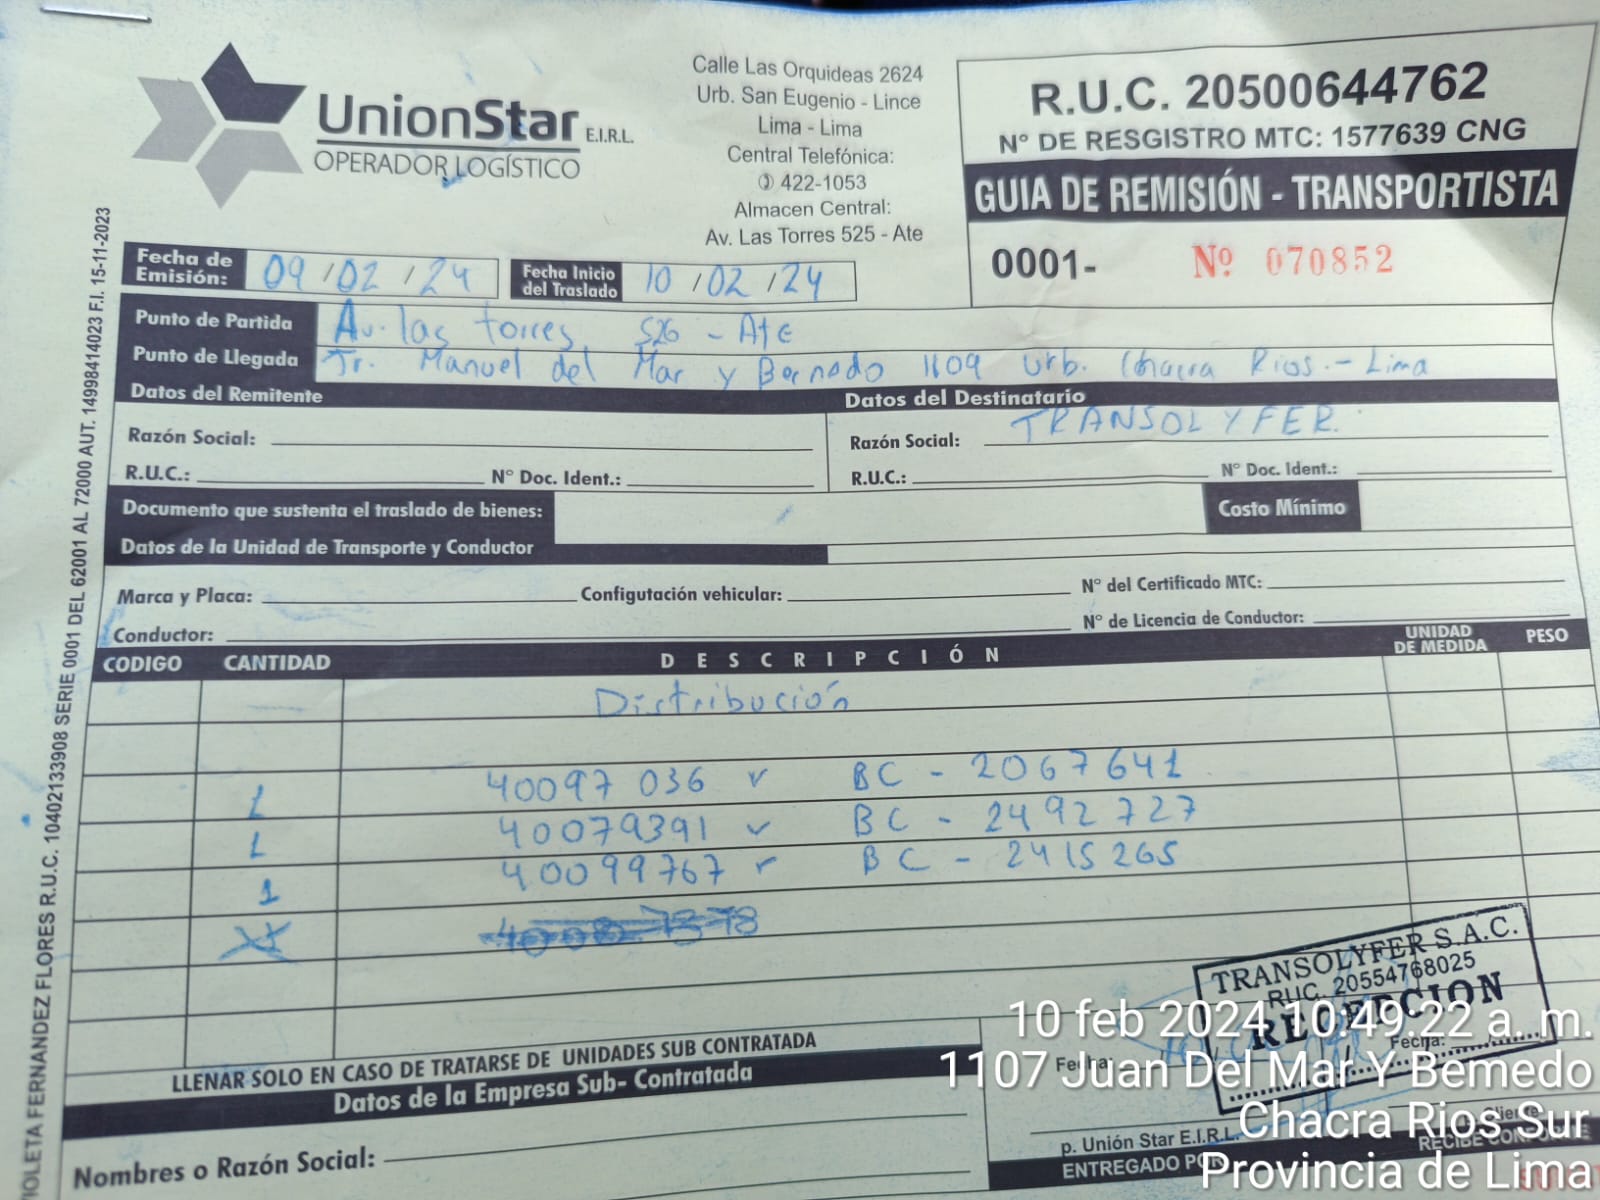 UnionStar E.I.R.L.
OPERADOR LOGÍSTICO
Calle Las Orquideas 2624
Urb. San Eugenio - Lince
Lima - Lima
Central Telefónica:
422-1053
Almacen Central:
Av. Las Torres 525 - Ate
R.U.C. 20500644762
N° DE RESGISTRO MTC: 1577639 CNG
GUIA DE REMISIÓN - TRANSPORTISTA
0001- Nº 070852
Fecha de Emisión: 09/02/24 Fecha Inicio del Traslado 10/02/24
Punto de Partida Av. las torres 526 - Ate
Punto de Llegada Jr. Manuel del Mar y Bernedo 1109 Urb. Chacra Rios.- Lima
Datos del Remitente Datos del Destinatario
Razón Social: Razón Social: TRANSOLYFER.
R.U.C.: N° Doc. Ident.: R.U.C.: N° Doc. Ident.:
Documento que sustenta el traslado de bienes: Costo Mínimo
Datos de la Unidad de Transporte y Conductor
Marca y Placa: Configutación vehicular: N° del Certificado MTC:
Conductor: N° de Licencia de Conductor:
CODIGO CANTIDAD DESCRIPCIÓN UNIDAD DE MEDIDA PESO
Distribución
1 40097036 ✓ BC - 2067641
1 40079391 ✓ BC - 2492727
1 40099767 ✓ BC - 2415265
TRANSOLYFER S.A.C.
RUC. 20554768025
RECEPCION
Fecha:
LLENAR SOLO EN CASO DE TRATARSE DE UNIDADES SUB CONTRATADA
Datos de la Empresa Sub- Contratada
Nombres o Razón Social:
Fecha:
p. Unión Star E.I.R.L. Cliente
ENTREGADO POR RECIBE CONFORME
VIOLETA FERNANDEZ FLORES R.U.C. 10402133908 SERIE 0001 DEL 62001 AL 72000 AUT. 14998414023 F.I. 15-11-2023
10 feb 2024 10:49:22 a. m.
1107 Juan Del Mar Y Bemedo
Chacra Rios Sur
Provincia de Lima